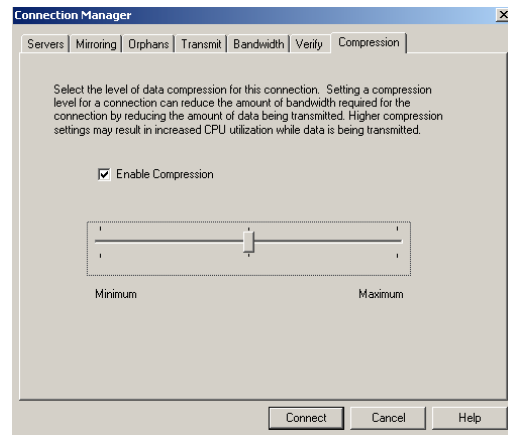 Connection Manager
Servers Mirroring Orphans Transmit Bandwidth Verify Compression
Select the level of data compression for this connection. Setting a compression
level for a connection can reduce the amount of bandwidth required for the
connection by reducing the amount of data being transmitted. Higher compression
settings may result in increased CPU utilization while data is being transmitted.
Enable Compression
Minimum Maximum
Connect Cancel Help